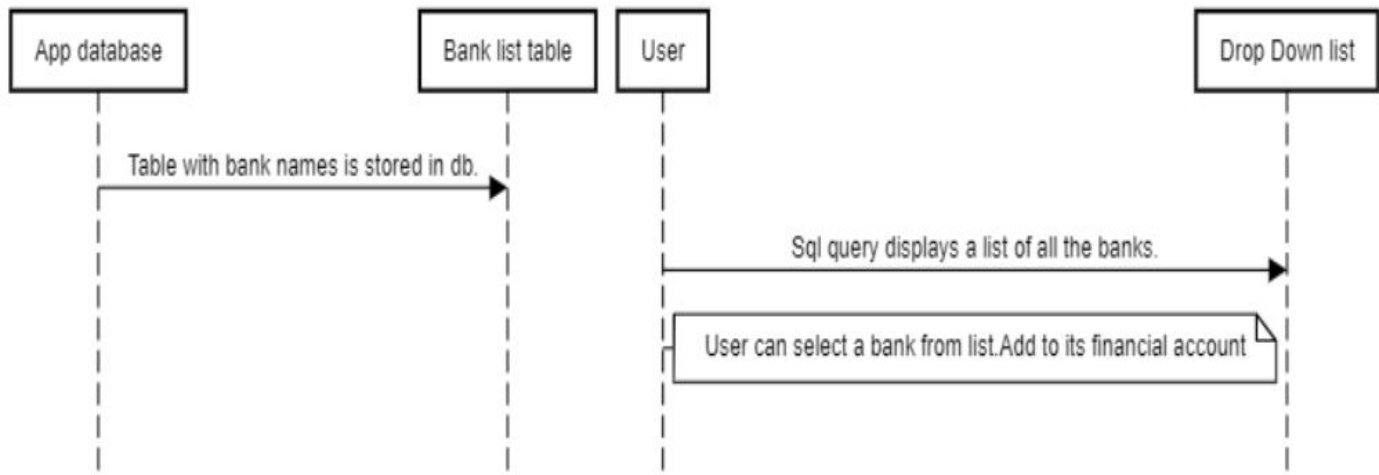 App database
Bank list table
User
Drop Down list
Table with bank names is stored in db.
Sql query displays a list of all the banks.
User can select a bank from list.Add to its financial account